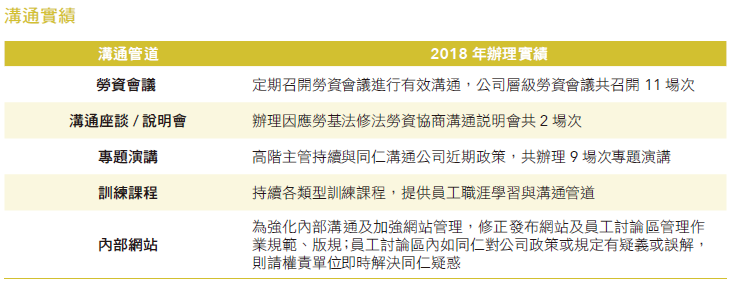 溝通實績
溝通管道 2018 年辦理實績
勞資會議 定期召開勞資會議進行有效溝通，公司層級勞資會議共召開 11 場次
溝通座談 / 說明會 辦理因應勞基法修法勞資協商溝通說明會共 2 場次
專題演講 高階主管持續與同仁溝通公司近期政策，共辦理 9 場次專題演講
訓練課程 持續各類型訓練課程，提供員工職涯學習與溝通管道
內部網站 為強化內部溝通及加強網站管理，修正發布網站及員工討論區管理作
業規範、版規；員工討論區內如同仁對公司政策或規定有疑義或誤解，
則請權責單位即時解決同仁疑惑